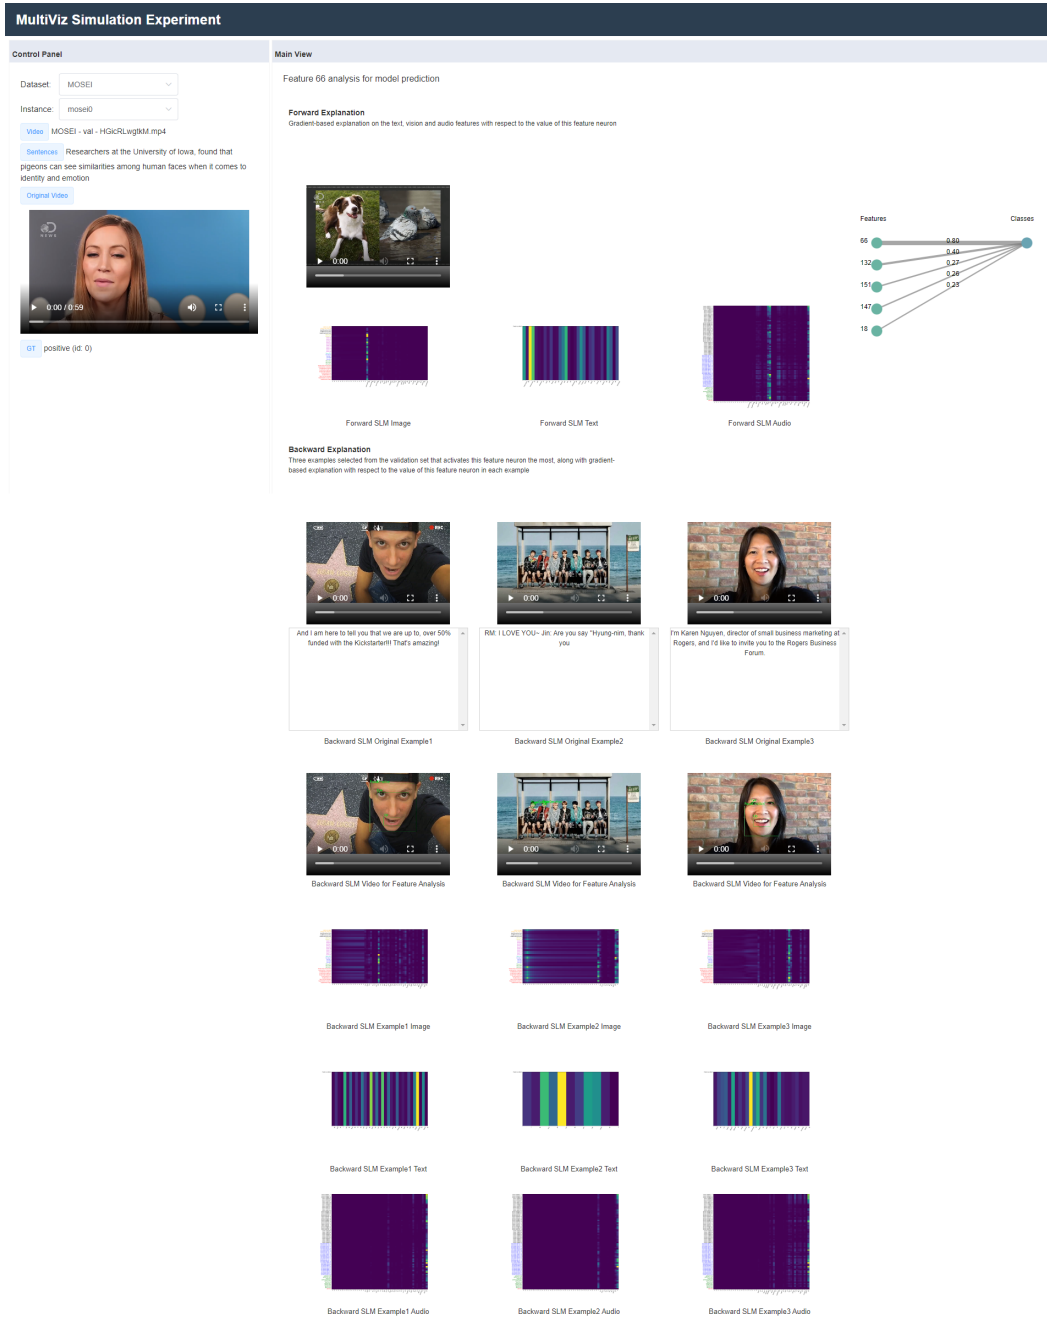 MultiViz Simulation Experiment
Control Panel
Main View
Dataset: MOSEI
Instance: mosei0
Video MOSEI - val - HGicRLwgtkM.mp4
Sentences Researchers at the University of Iowa, found that
pigeons can see similarities among human faces when it comes to
identity and emotion
Original Video
NEWS
0:00 / 0:59
GT positive (id: 0)
Feature 66 analysis for model prediction
Forward Explanation
Gradient-based explanation on the text, vision and audio features with respect to the value of this feature neuron
0:00
Features Classes
66 0.80
0.40
132 0.27
0.26
151 0.23
147
18
Forward SLM Image
Forward SLM Text
Forward SLM Audio
Backward Explanation
Three examples selected from the validation set that activates this feature neuron the most, along with gradient-
based explanation with respect to the value of this feature neuron in each example
REC
0:00
0:00
0:00
And I am here to tell you that we are up to, over 50%
funded with the Kickstarter!!! That's amazing!
RM: I LOVE YOU~ Jin: Are you say "Hyung-nim, thank
you
I'm Karen Nguyen, director of small business marketing at
Rogers, and I'd like to invite you to the Rogers Business
Forum.
Backward SLM Original Example1
Backward SLM Original Example2
Backward SLM Original Example3
REC
0:00
0:00
0:00
Backward SLM Video for Feature Analysis
Backward SLM Video for Feature Analysis
Backward SLM Video for Feature Analysis
Backward SLM Example1 Image
Backward SLM Example2 Image
Backward SLM Example3 Image
Backward SLM Example1 Text
Backward SLM Example2 Text
Backward SLM Example3 Text
Backward SLM Example1 Audio
Backward SLM Example2 Audio
Backward SLM Example3 Audio